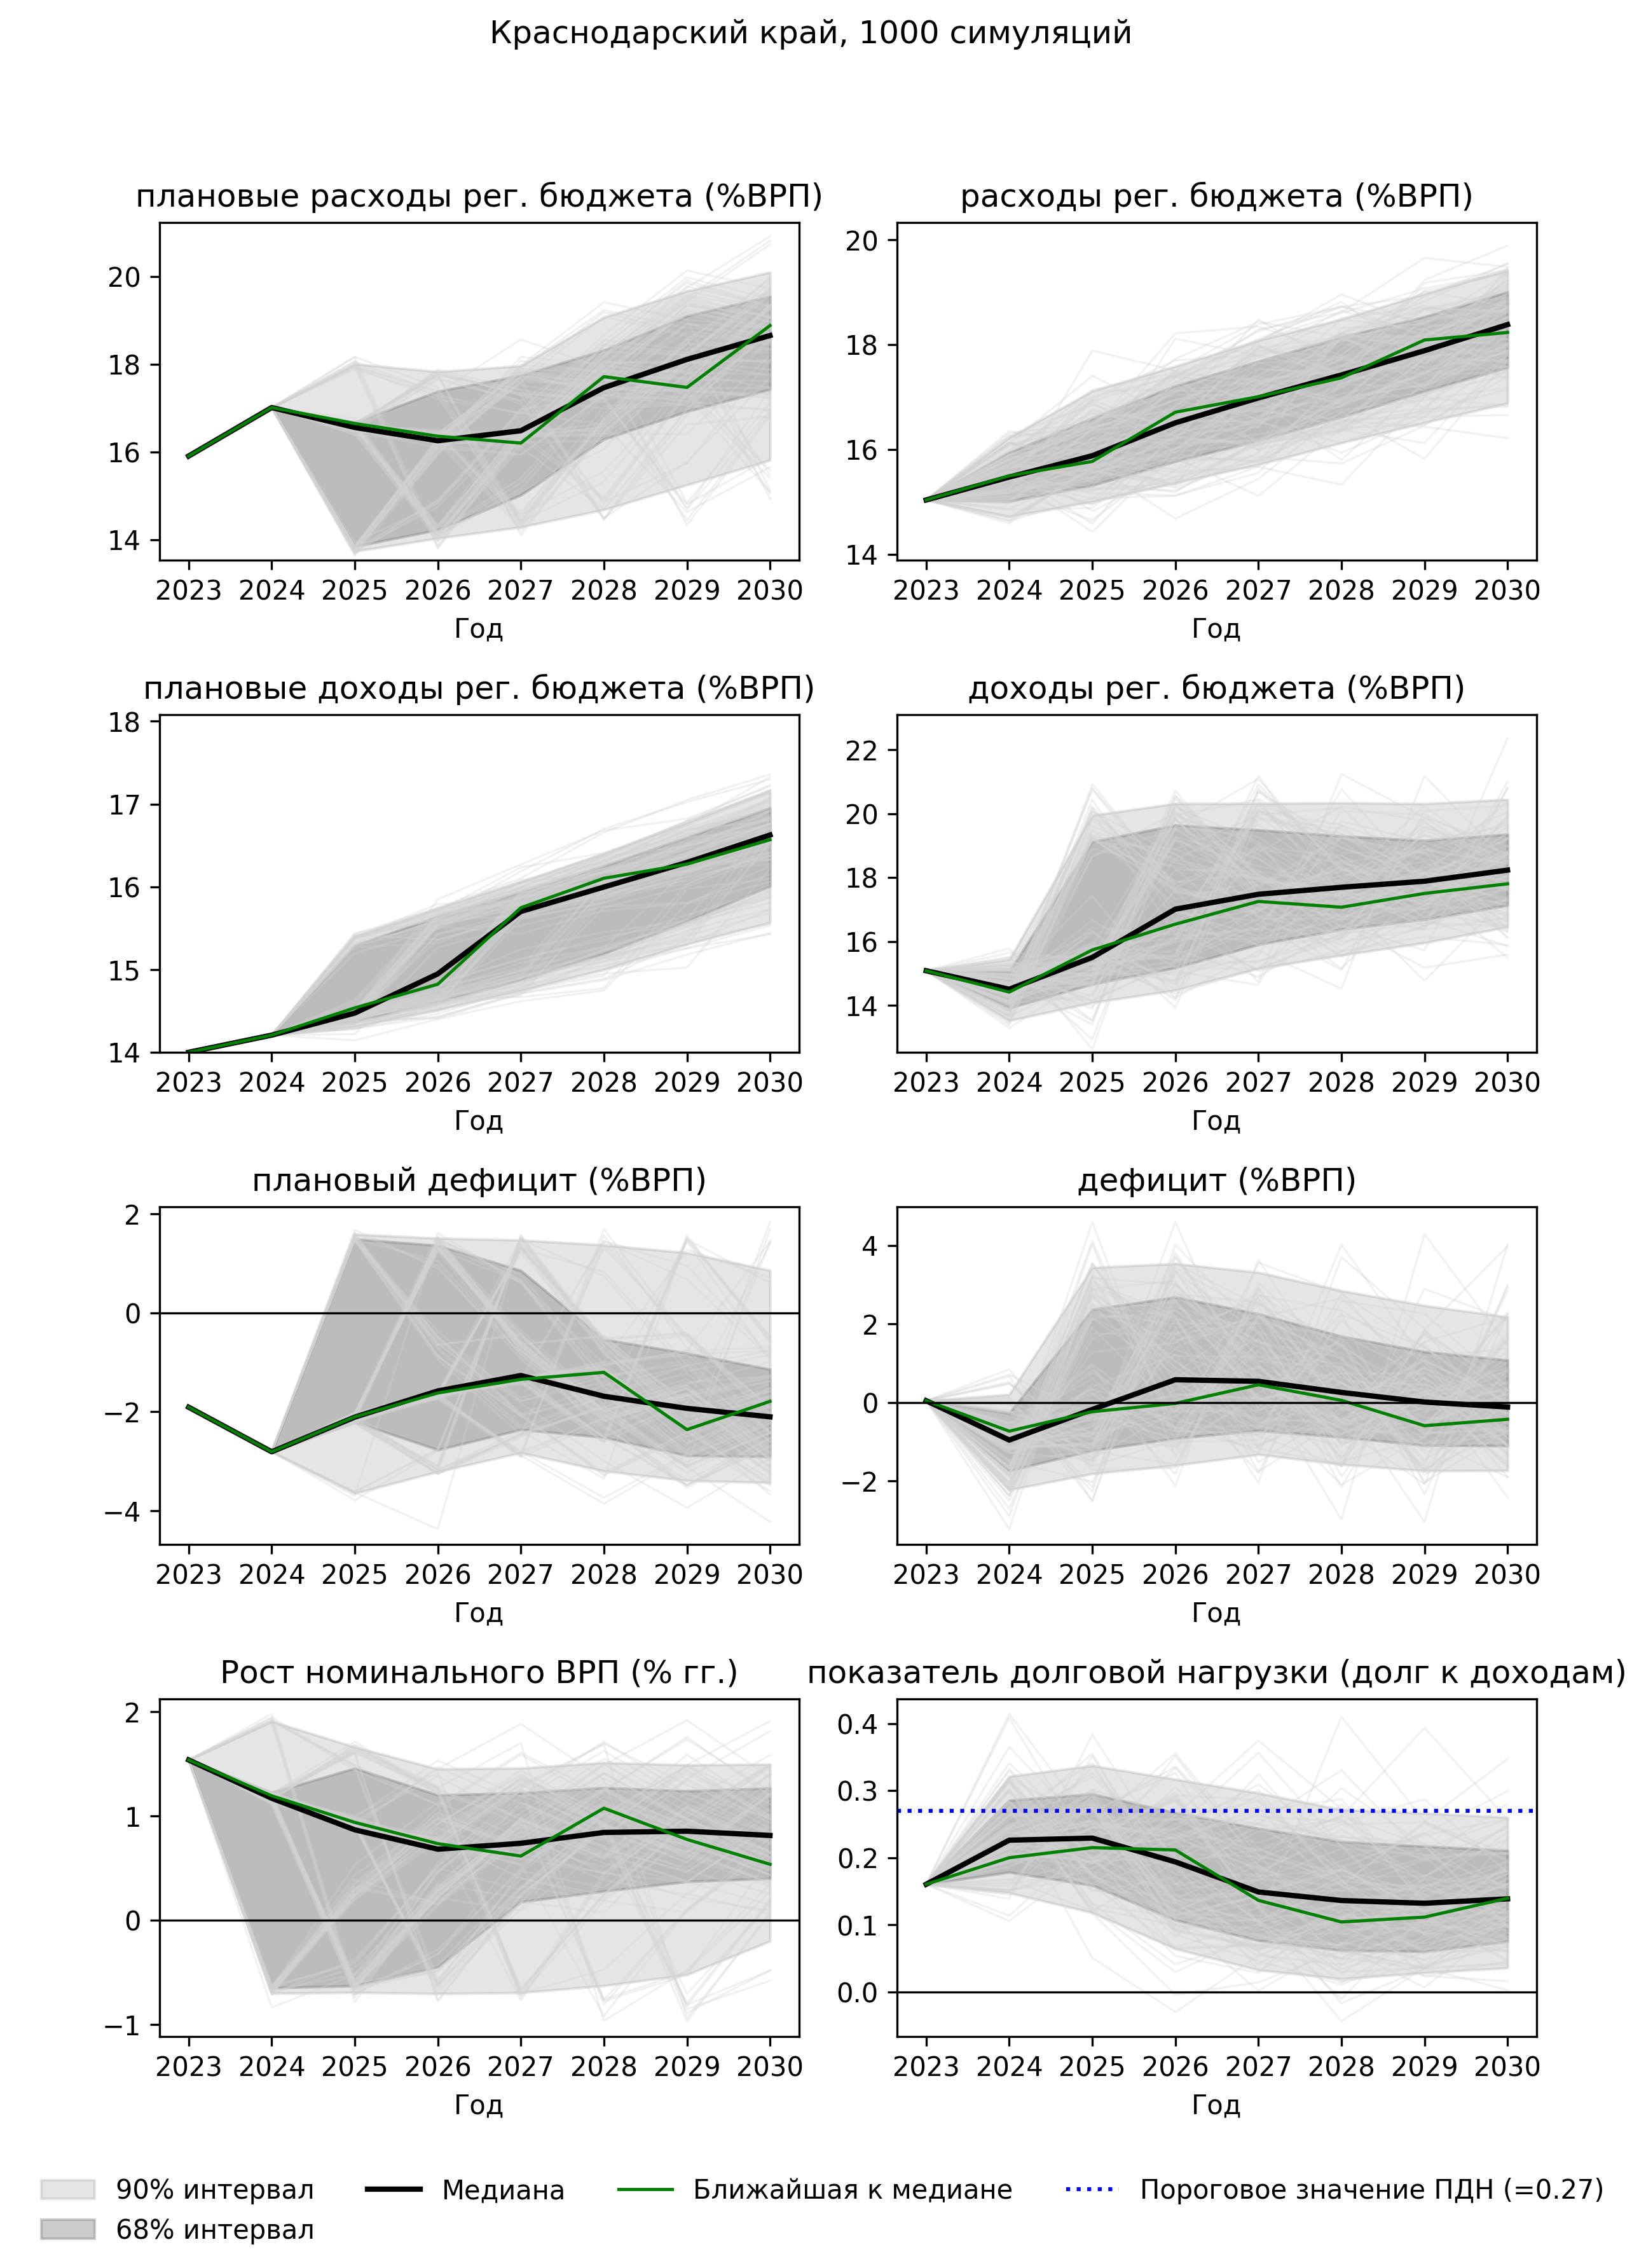 Краснодарский край, 1000 симуляций
плановые расходы рег. бюджета (%ВРП)
20
18
16
14
2023 2024 2025 2026 2027 2028 2029 2030
Год
расходы рег. бюджета (%ВРП)
20
18
16
14
2023 2024 2025 2026 2027 2028 2029 2030
Год
плановые доходы рег. бюджета (%ВРП)
18
17
16
15
14
2023 2024 2025 2026 2027 2028 2029 2030
Год
доходы рег. бюджета (%ВРП)
22
20
18
16
14
2023 2024 2025 2026 2027 2028 2029 2030
Год
плановый дефицит (%ВРП)
2
0
−2
−4
2023 2024 2025 2026 2027 2028 2029 2030
Год
дефицит (%ВРП)
4
2
0
−2
2023 2024 2025 2026 2027 2028 2029 2030
Год
Рост номинального ВРП (% гг.)
2
1
0
−1
2023 2024 2025 2026 2027 2028 2029 2030
Год
показатель долговой нагрузки (долг к доходам)
0.4
0.3
0.2
0.1
0.0
2023 2024 2025 2026 2027 2028 2029 2030
Год
90% интервал
68% интервал
Медиана
Ближайшая к медиане
Пороговое значение ПДН (=0.27)